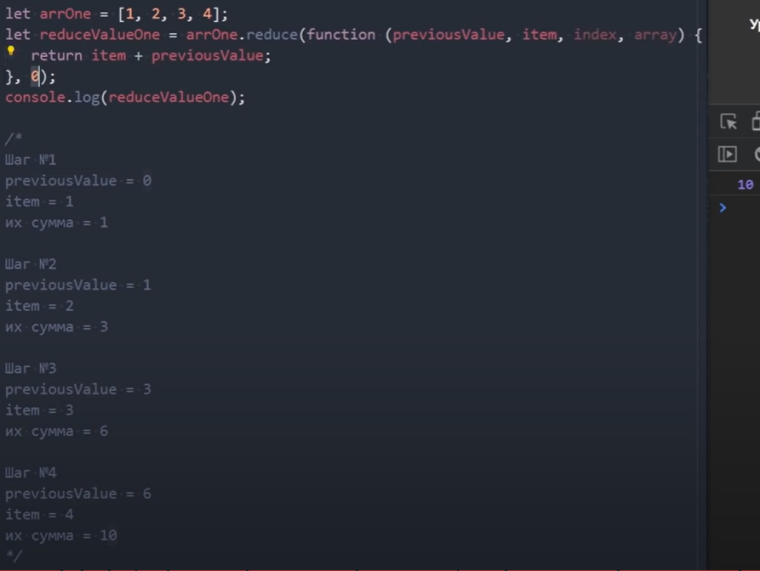 let arrOne = [1, 2, 3, 4];
let reduceValueOne = arrOne.reduce(function (previousValue, item, index, array) {
return item + previousValue;
}, 0);
console.log(reduceValueOne);
/*
Шаг №1
previousValue = 0
item = 1
их сумма = 1
Шаг №2
previousValue = 1
item = 2
их сумма = 3
Шаг №3
previousValue = 3
item = 3
их сумма = 6
Шаг №4
previousValue = 6
item = 4
их сумма = 10
*/
10